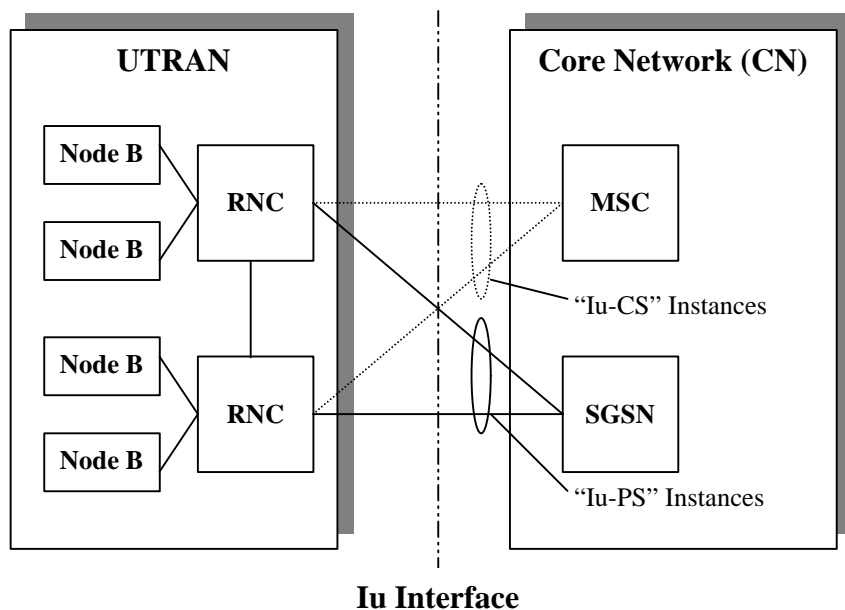 UTRAN
Core Network (CN)
Node B
Node B
RNC
MSC
“Iu-CS” Instances
Node B
Node B
RNC
SGSN
“Iu-PS” Instances
Iu Interface